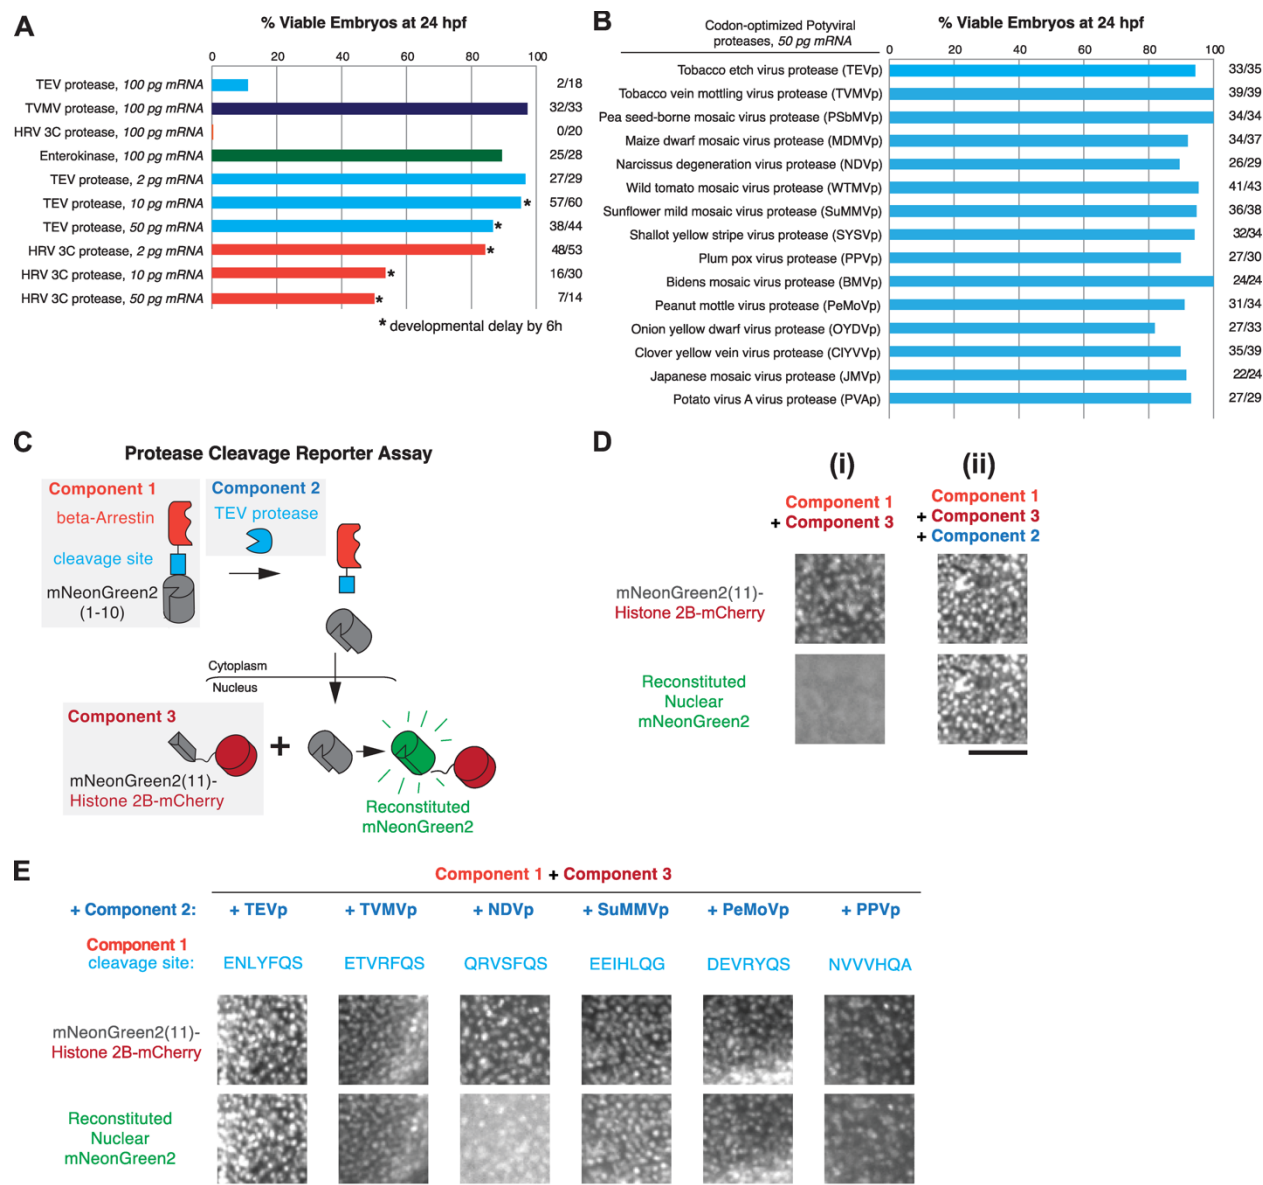 A
% Viable Embryos at 24 hpf
0 20 40 60 80 100
TEV protease, 100 pg mRNA 2/18
TVMV protease, 100 pg mRNA 32/33
HRV 3C protease, 100 pg mRNA 0/20
Enterokinase, 100 pg mRNA 25/28
TEV protease, 2 pg mRNA 27/29
TEV protease, 10 pg mRNA * 57/60
TEV protease, 50 pg mRNA * 38/44
HRV 3C protease, 2 pg mRNA * 48/53
HRV 3C protease, 10 pg mRNA * 16/30
HRV 3C protease, 50 pg mRNA * 7/14
* developmental delay by 6h
B
Codon-optimized Potyviral
proteases, 50 pg mRNA
% Viable Embryos at 24 hpf
0 20 40 60 80 100
Tobacco etch virus protease (TEVp) 33/35
Tobacco vein mottling virus protease (TVMVp) 39/39
Pea seed-borne mosaic virus protease (PSbMVp) 34/34
Maize dwarf mosaic virus protease (MDMVp) 34/37
Narcissus degeneration virus protease (NDVp) 26/29
Wild tomato mosaic virus protease (WTMVp) 41/43
Sunflower mild mosaic virus protease (SuMMVp) 36/38
Shallot yellow stripe virus protease (SYSVp) 32/34
Plum pox virus protease (PPVp) 27/30
Bidens mosaic virus protease (BMVp) 24/24
Peanut mottle virus protease (PeMoVp) 31/34
Onion yellow dwarf virus protease (OYDVp) 27/33
Clover yellow vein virus protease (ClYVVp) 35/39
Japanese mosaic virus protease (JMVp) 22/24
Potato virus A virus protease (PVAp) 27/29
C
Protease Cleavage Reporter Assay
Component 1
beta-Arrestin
cleavage site
mNeonGreen2
(1-10)
Component 2
TEV protease
Cytoplasm
Nucleus
Component 3
mNeonGreen2(11)-
Histone 2B-mCherry
+
Reconstituted
mNeonGreen2
D
(i)
Component 1
+ Component 3
(ii)
Component 1
+ Component 3
+ Component 2
mNeonGreen2(11)-
Histone 2B-mCherry
Reconstituted
Nuclear
mNeonGreen2
E
Component 1 + Component 3
+ Component 2: + TEVp + TVMVp + NDVp + SuMMVp + PeMoVp + PPVp
Component 1
cleavage site: ENLYFQS ETVRFQS QRVSFQS EEIHLQG DEVRYQS NVVVHQA
mNeonGreen2(11)-
Histone 2B-mCherry
Reconstituted
Nuclear
mNeonGreen2